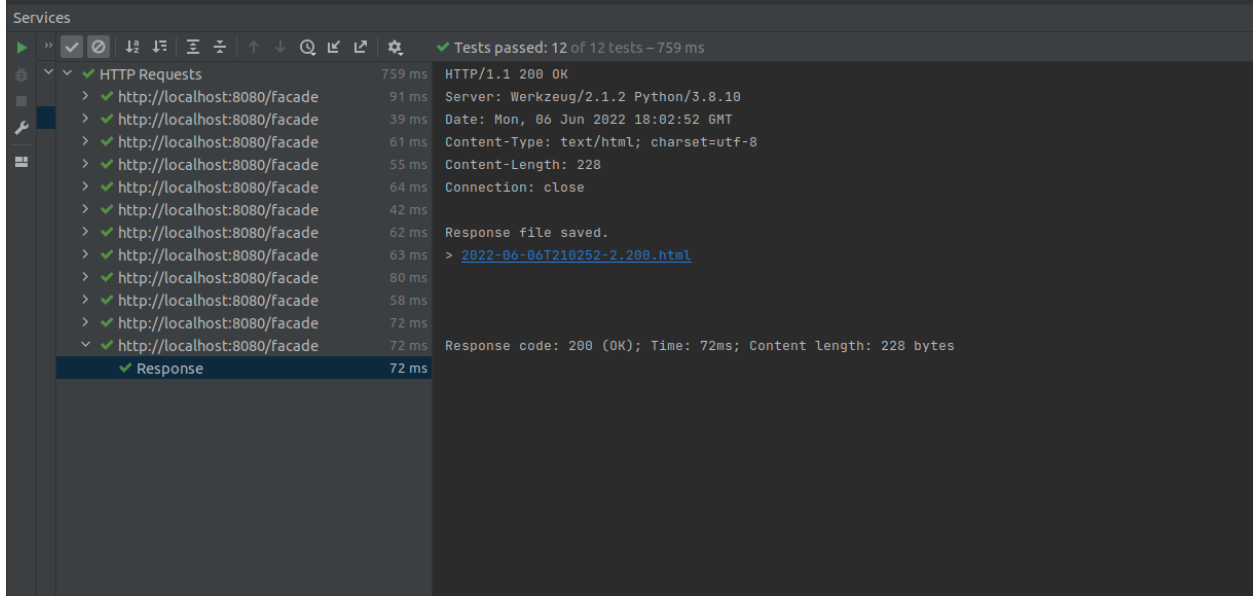 Services
Tests passed: 12 of 12 tests – 759 ms
HTTP Requests 759 ms
http://localhost:8080/facade 91 ms
http://localhost:8080/facade 39 ms
http://localhost:8080/facade 61 ms
http://localhost:8080/facade 55 ms
http://localhost:8080/facade 64 ms
http://localhost:8080/facade 42 ms
http://localhost:8080/facade 62 ms
http://localhost:8080/facade 63 ms
http://localhost:8080/facade 80 ms
http://localhost:8080/facade 58 ms
http://localhost:8080/facade 72 ms
http://localhost:8080/facade 72 ms
Response 72 ms
HTTP/1.1 200 OK
Server: Werkzeug/2.1.2 Python/3.8.10
Date: Mon, 06 Jun 2022 18:02:52 GMT
Content-Type: text/html; charset=utf-8
Content-Length: 228
Connection: close
Response file saved.
> 2022-06-06T210252-2.200.html
Response code: 200 (OK); Time: 72ms; Content length: 228 bytes